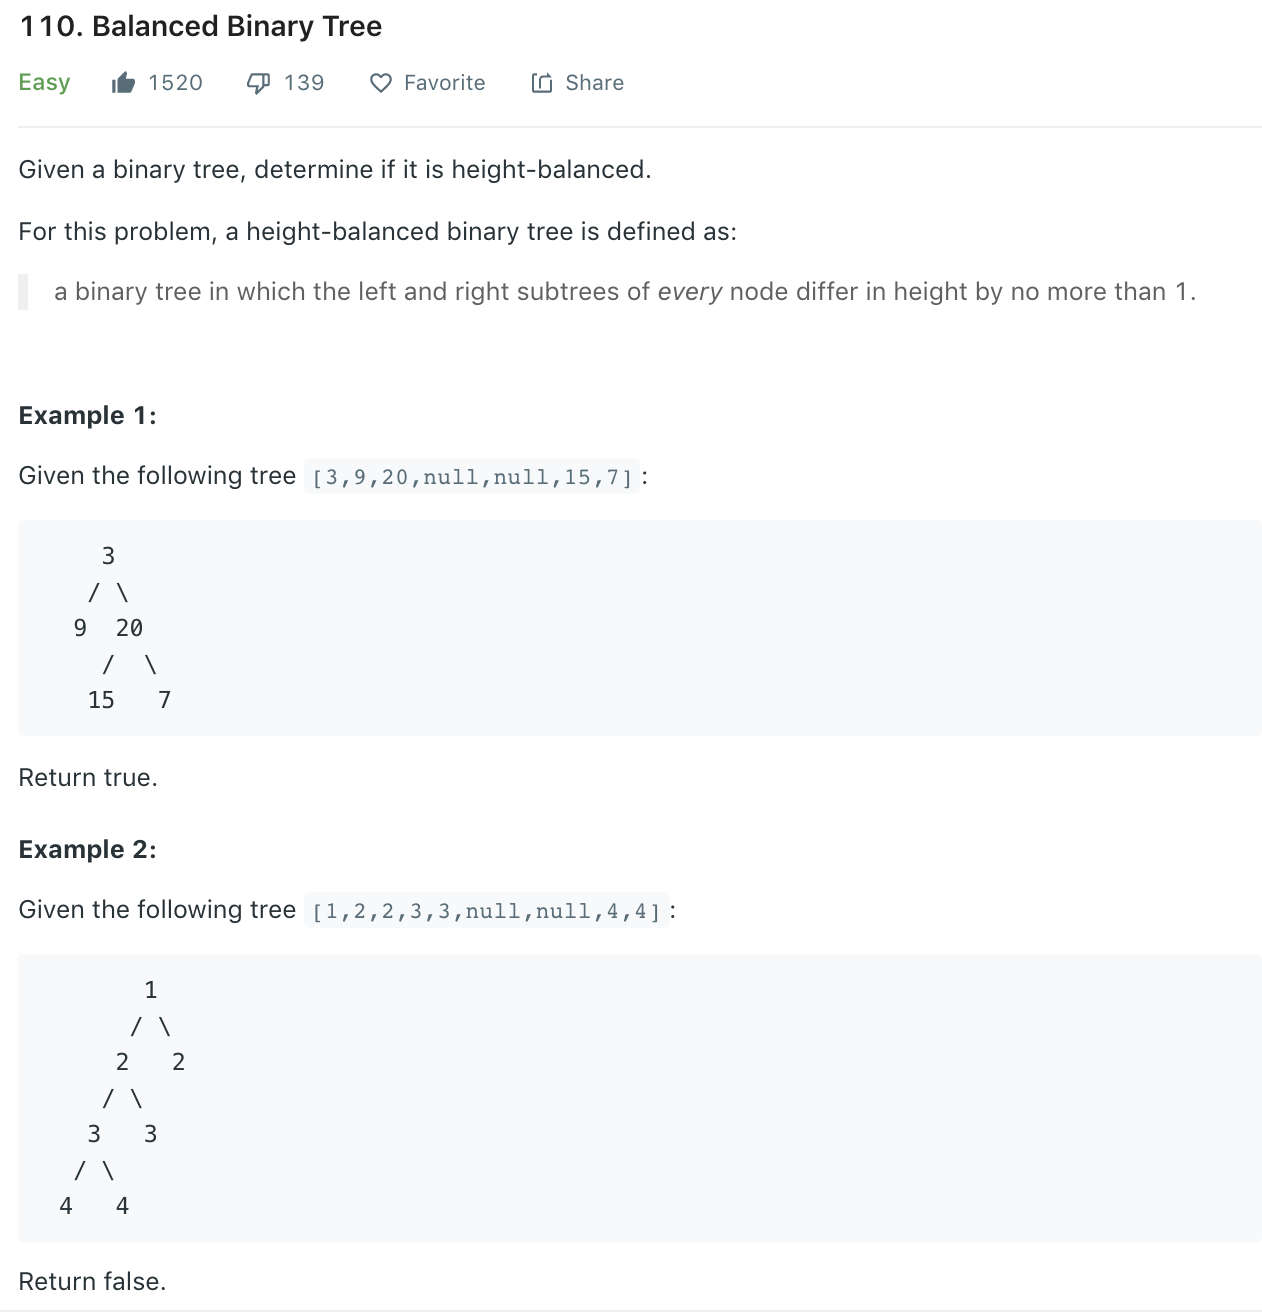 110. Balanced Binary Tree
Easy 1520 139 Favorite Share
Given a binary tree, determine if it is height-balanced.
For this problem, a height-balanced binary tree is defined as:
a binary tree in which the left and right subtrees of every node differ in height by no more than 1.
Example 1:
Given the following tree [3,9,20,null,null,15,7]:
    3
   / \
  9  20
    /  \
   15   7
Return true.
Example 2:
Given the following tree [1,2,2,3,3,null,null,4,4]:
       1
      / \
     2   2
    / \
   3   3
  / \
 4   4
Return false.